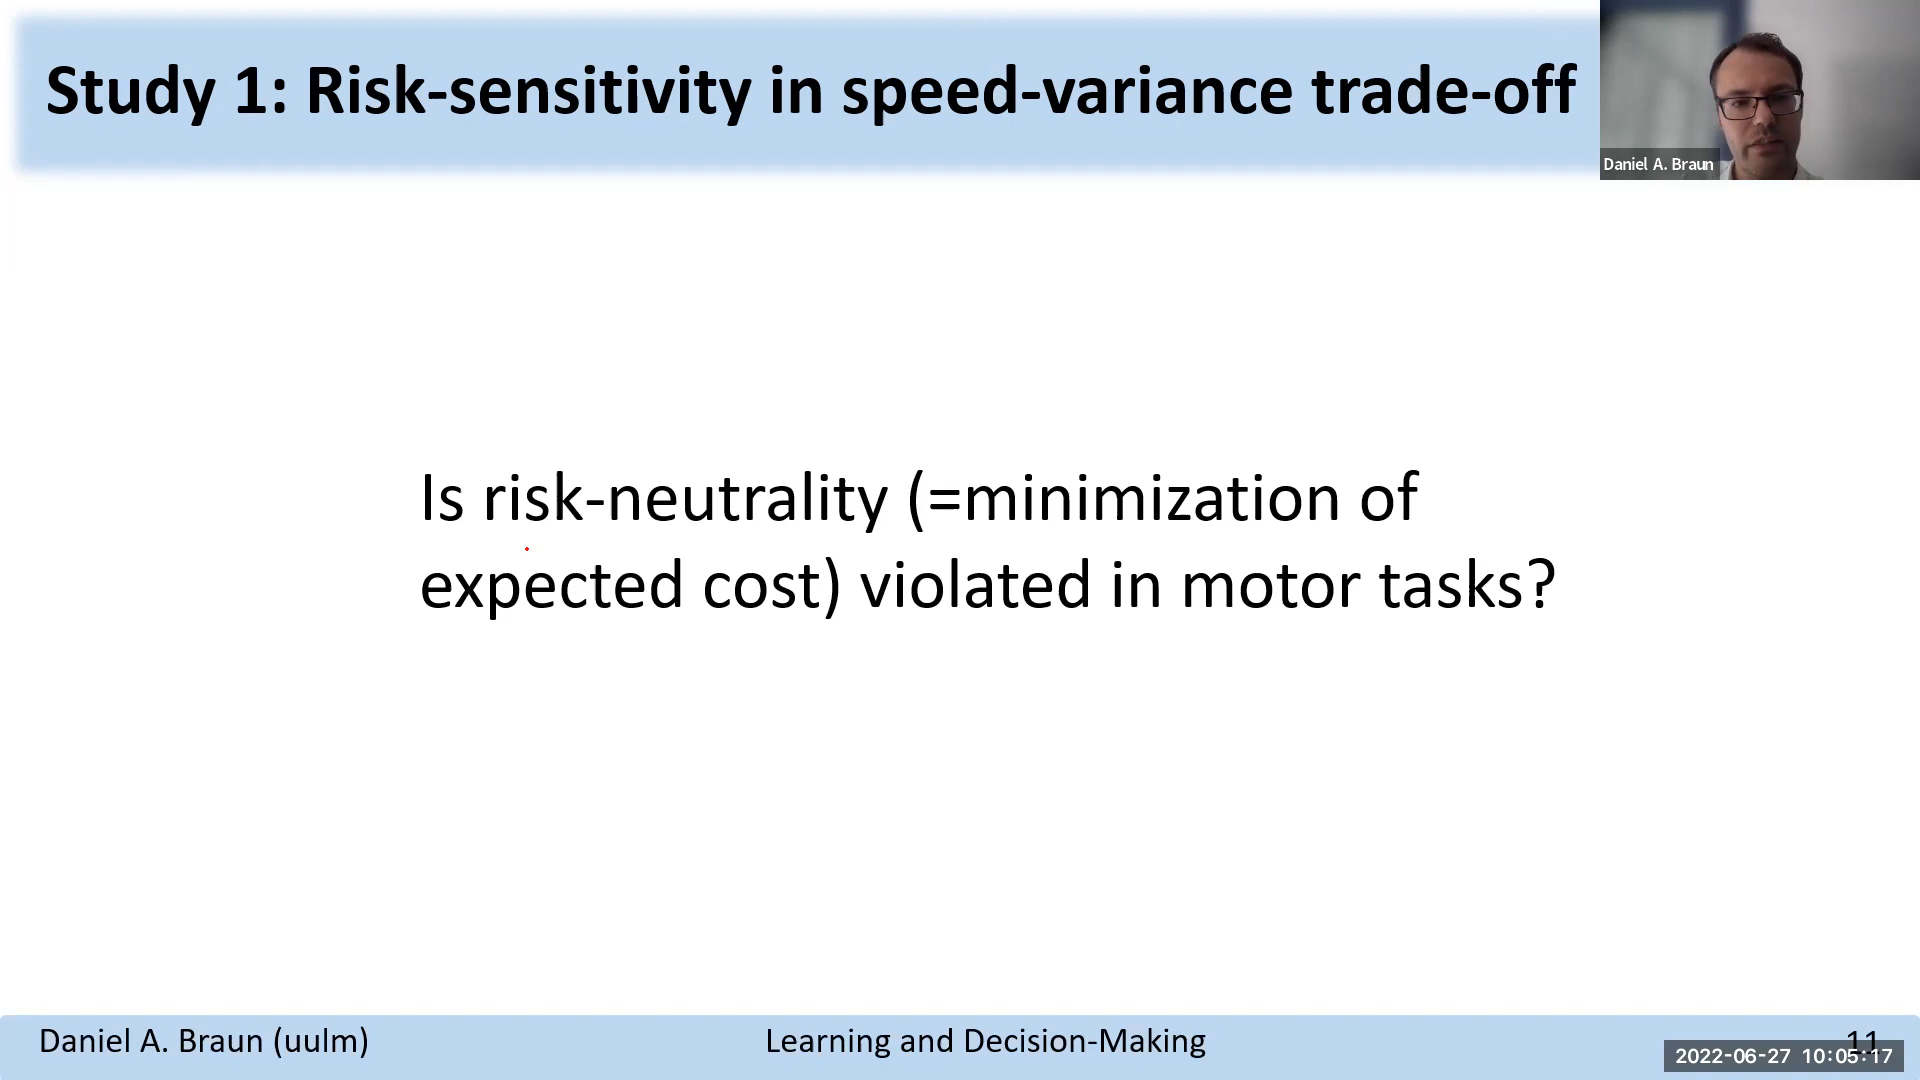 Study 1: Risk-sensitivity in speed-variance trade-off
Daniel A. Braun
Is risk-neutrality (=minimization of
expected cost) violated in motor tasks?
Daniel A. Braun (uulm)
Learning and Decision-Making
11
2022-06-27 10:05:17